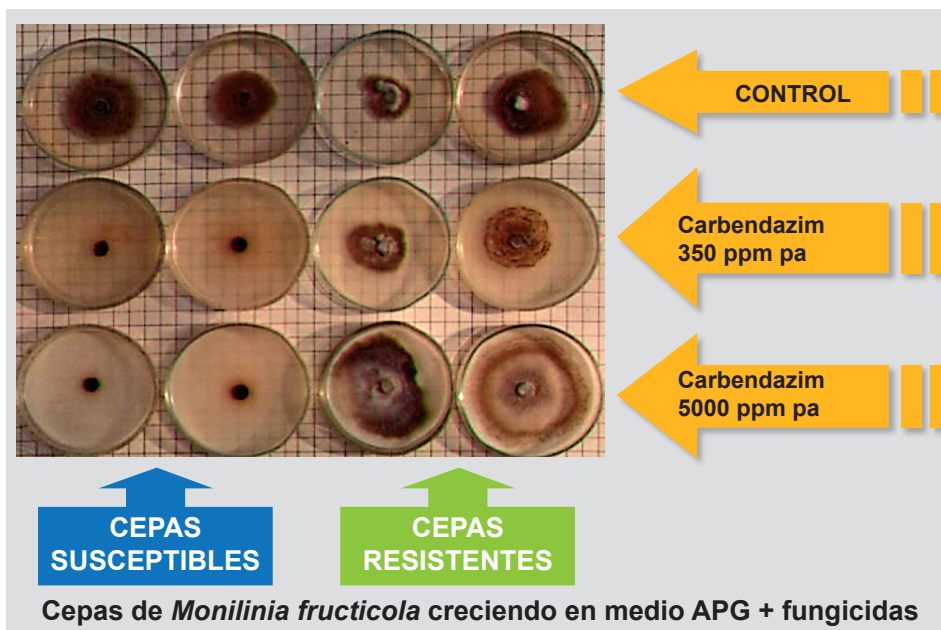 CONTROL
Carbendazim
350 ppm pa
Carbendazim
5000 ppm pa
CEPAS
SUSCEPTIBLES
CEPAS
RESISTENTES
Cepas de Monilinia fructicola creciendo en medio APG + fungicidas